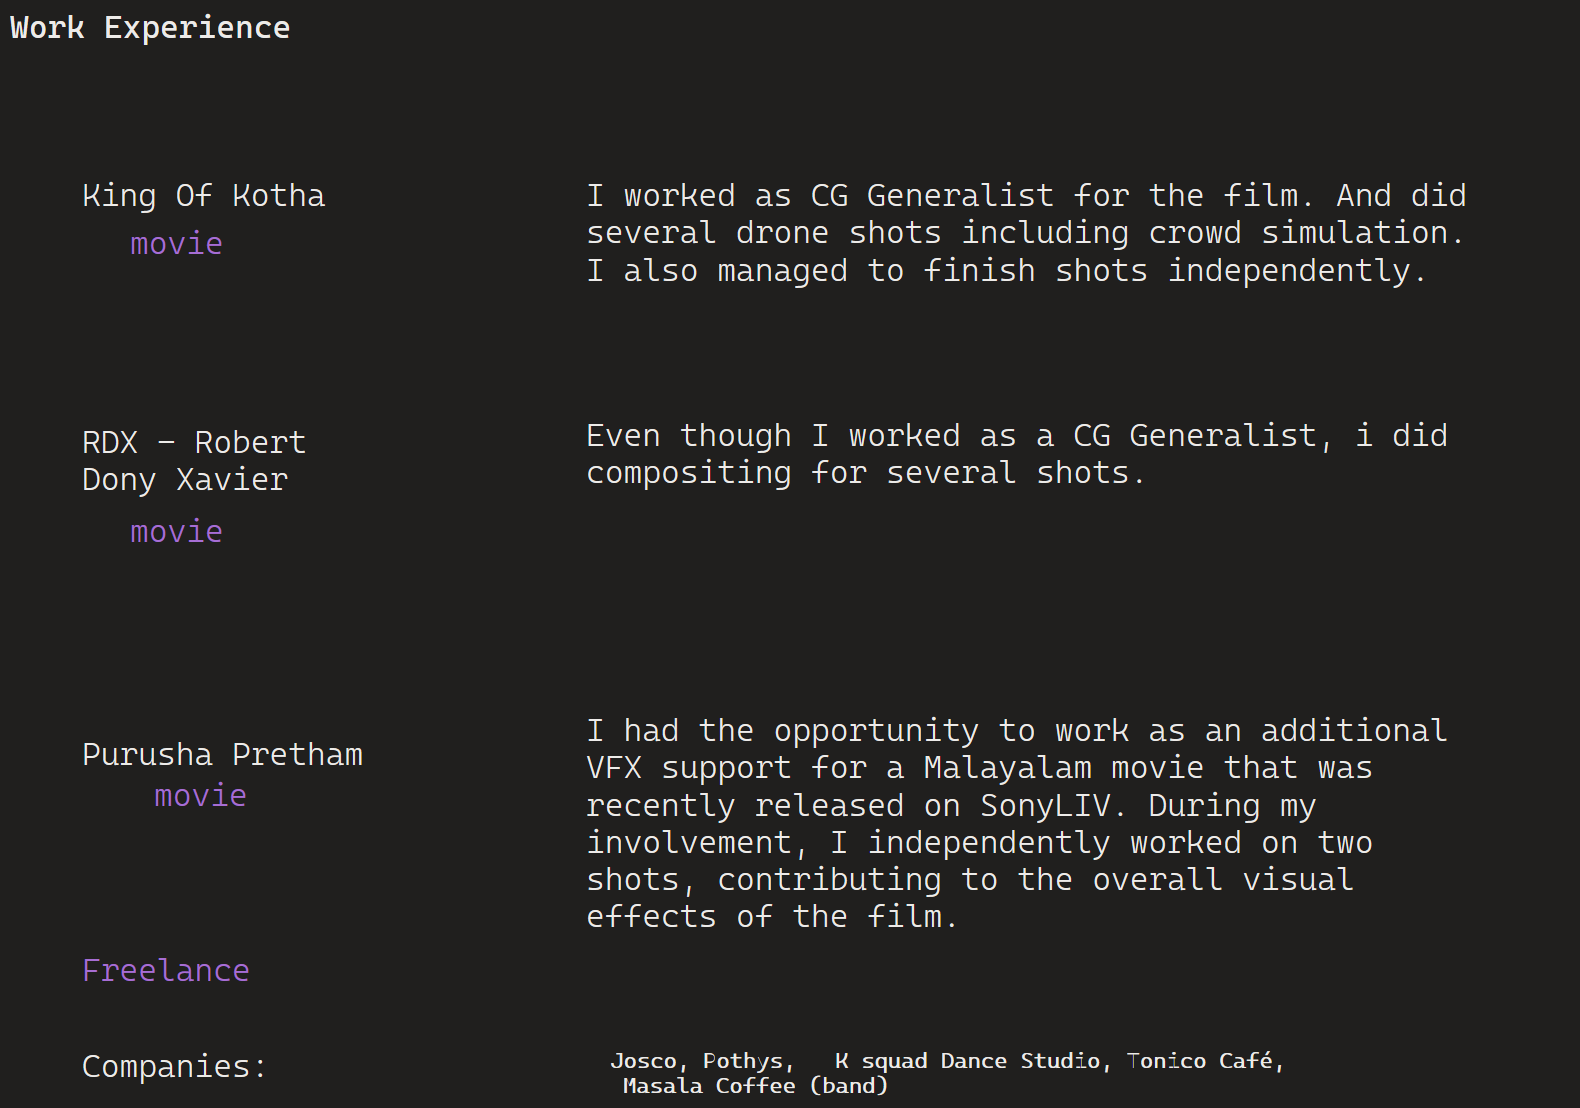 Work Experience
King Of Kotha
movie
I worked as CG Generalist for the film. And did
several drone shots including crowd simulation.
I also managed to finish shots independently.
RDX - Robert
Dony Xavier
movie
Even though I worked as a CG Generalist, i did
compositing for several shots.
Purusha Pretham
movie
I had the opportunity to work as an additional
VFX support for a Malayalam movie that was
recently released on SonyLIV. During my
involvement, I independently worked on two
shots, contributing to the overall visual
effects of the film.
Freelance
Companies:
Josco, Pothys, K squad Dance Studio, Tonico Café,
Masala Coffee (band)